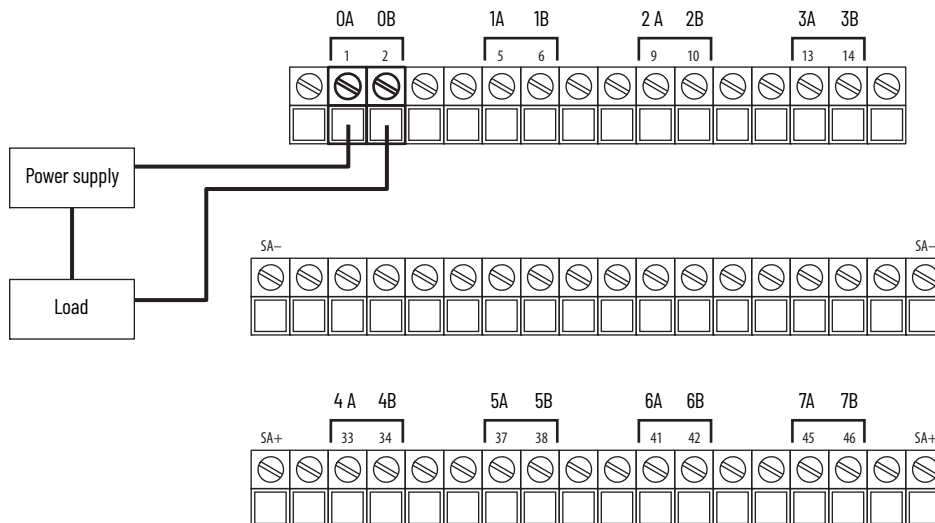 0A 0B 1A 1B 2 A 2B 3A 3B
1 2 5 6 9 10 13 14
Power supply
SA– SA–
Load
4 A 4B 5A 5B 6A 6B 7A 7B
SA+ 33 34 37 38 41 42 45 46 SA+